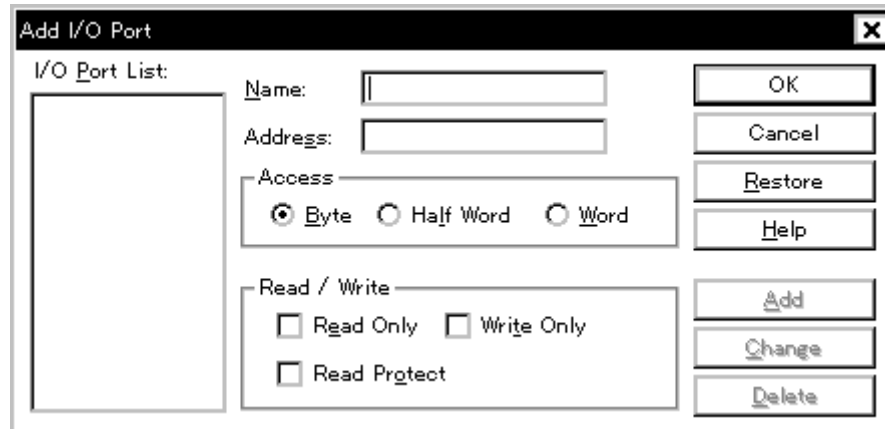 Add I/O Port
I/O Port List:
Name:
Address:
Access
Byte Half Word Word
Read / Write
Read Only Write Only
Read Protect
OK
Cancel
Restore
Help
Add
Change
Delete